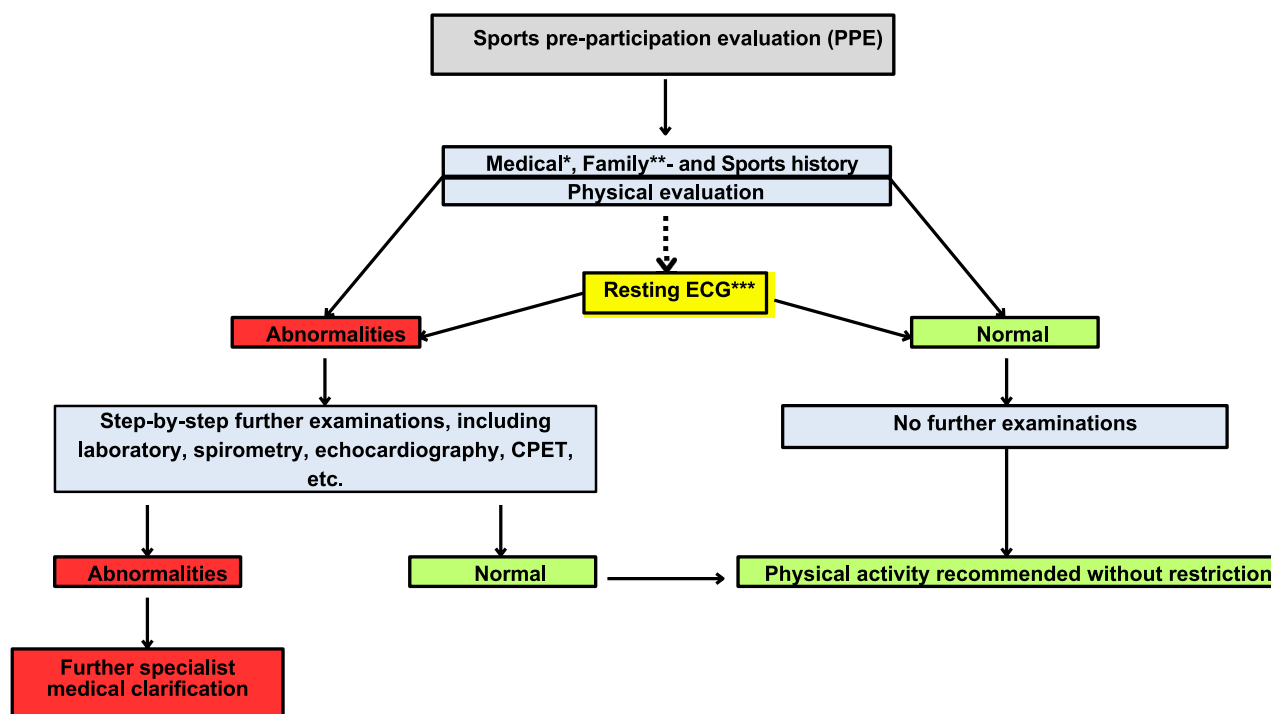 Sports pre-participation evaluation (PPE)
Medical*, Family**- and Sports history
Physical evaluation
Resting ECG***
Abnormalities
Normal
Step-by-step further examinations, including
laboratory, spirometry, echocardiography, CPET,
etc.
No further examinations
Abnormalities
Normal
Physical activity recommended without restriction
Further specialist
medical clarification